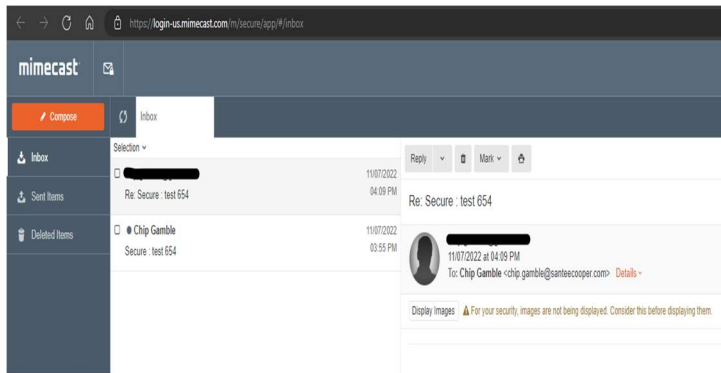 https://login-us.mimecast.com/m/secure/app/#/inbox
mimecast
Compose
Inbox
Inbox
Sent Items
Deleted Items
Selection
11/07/2022
Re: Secure : test 654
04:09 PM
Chip Gamble
11/07/2022
Secure : test 654
03:55 PM
Reply
Mark
Re: Secure : test 654
11/07/2022 at 04:09 PM
To: Chip Gamble <chip.gamble@santeecooper.com> Details
Display Images
For your security, images are not being displayed. Consider this before displaying them.